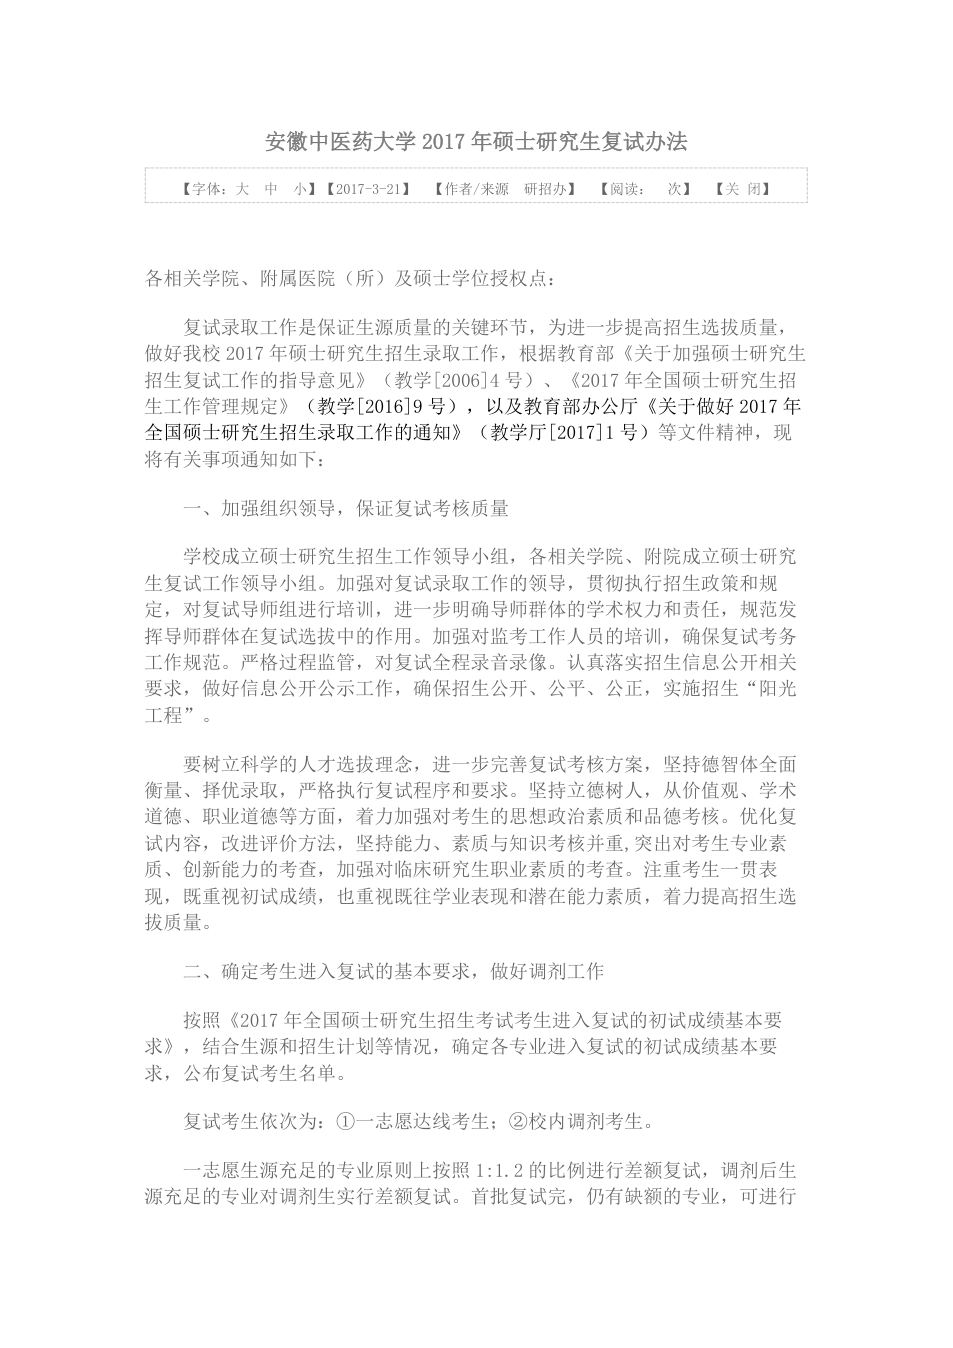 安徽中医药大学 2017 年硕士研究生复试办法
【字体：大 中 小】【2017-3-21】 【作者/来源 研招办】 【阅读： 次】 【关 闭】
各相关学院、附属医院（所）及硕士学位授权点：
复试录取工作是保证生源质量的关键环节，为进一步提高招生选拔质量，
做好我校 2017 年硕士研究生招生录取工作，根据教育部《关于加强硕士研究生
招生复试工作的指导意见》（教学[2006]4 号）、《2017 年全国硕士研究生招
生工作管理规定》（教学[2016]9 号），以及教育部办公厅《关于做好 2017 年
全国硕士研究生招生录取工作的通知》（教学厅[2017]1 号）等文件精神，现
将有关事项通知如下：
一、加强组织领导，保证复试考核质量
学校成立硕士研究生招生工作领导小组，各相关学院、附院成立硕士研究
生复试工作领导小组。加强对复试录取工作的领导，贯彻执行招生政策和规
定，对复试导师组进行培训，进一步明确导师群体的学术权力和责任，规范发
挥导师群体在复试选拔中的作用。加强对监考工作人员的培训，确保复试考务
工作规范。严格过程监管，对复试全程录音录像。认真落实招生信息公开相关
要求，做好信息公开公示工作，确保招生公开、公平、公正，实施招生“阳光
工程”。
要树立科学的人才选拔理念，进一步完善复试考核方案，坚持德智体全面
衡量、择优录取，严格执行复试程序和要求。坚持立德树人，从价值观、学术
道德、职业道德等方面，着力加强对考生的思想政治素质和品德考核。优化复
试内容，改进评价方法，坚持能力、素质与知识考核并重,突出对考生专业素
质、创新能力的考查，加强对临床研究生职业素质的考查。注重考生一贯表
现，既重视初试成绩，也重视既往学业表现和潜在能力素质，着力提高招生选
拔质量。
二、确定考生进入复试的基本要求，做好调剂工作
按照《2017 年全国硕士研究生招生考试考生进入复试的初试成绩基本要
求》，结合生源和招生计划等情况，确定各专业进入复试的初试成绩基本要
求，公布复试考生名单。
复试考生依次为：①一志愿达线考生；②校内调剂考生。
一志愿生源充足的专业原则上按照 1:1.2 的比例进行差额复试，调剂后生
源充足的专业对调剂生实行差额复试。首批复试完，仍有缺额的专业，可进行